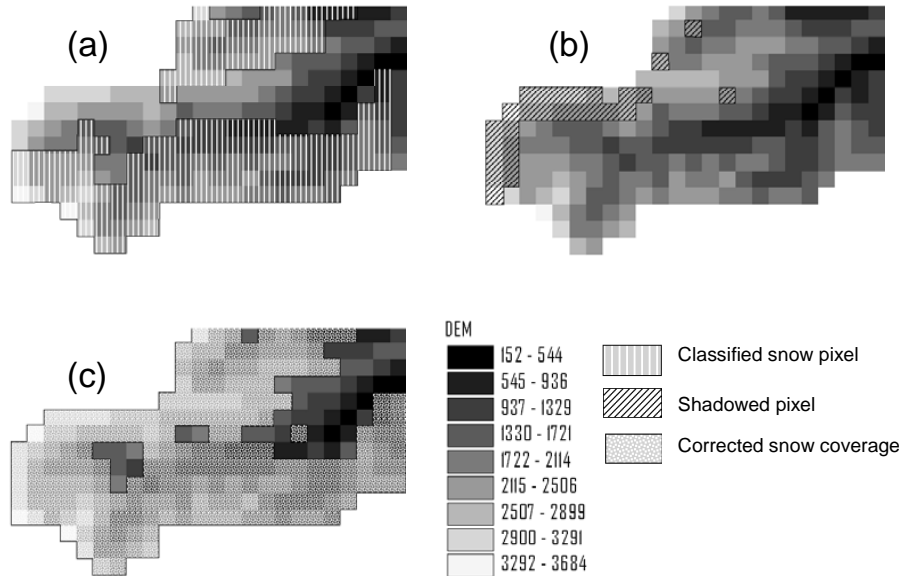 (a)
(b)
(c)
DEM
152 - 544
545 - 936
937 - 1329
1330 - 1721
1722 - 2114
2115 - 2506
2507 - 2899
2900 - 3291
3292 - 3684
Classified snow pixel
Shadowed pixel
Corrected snow coverage